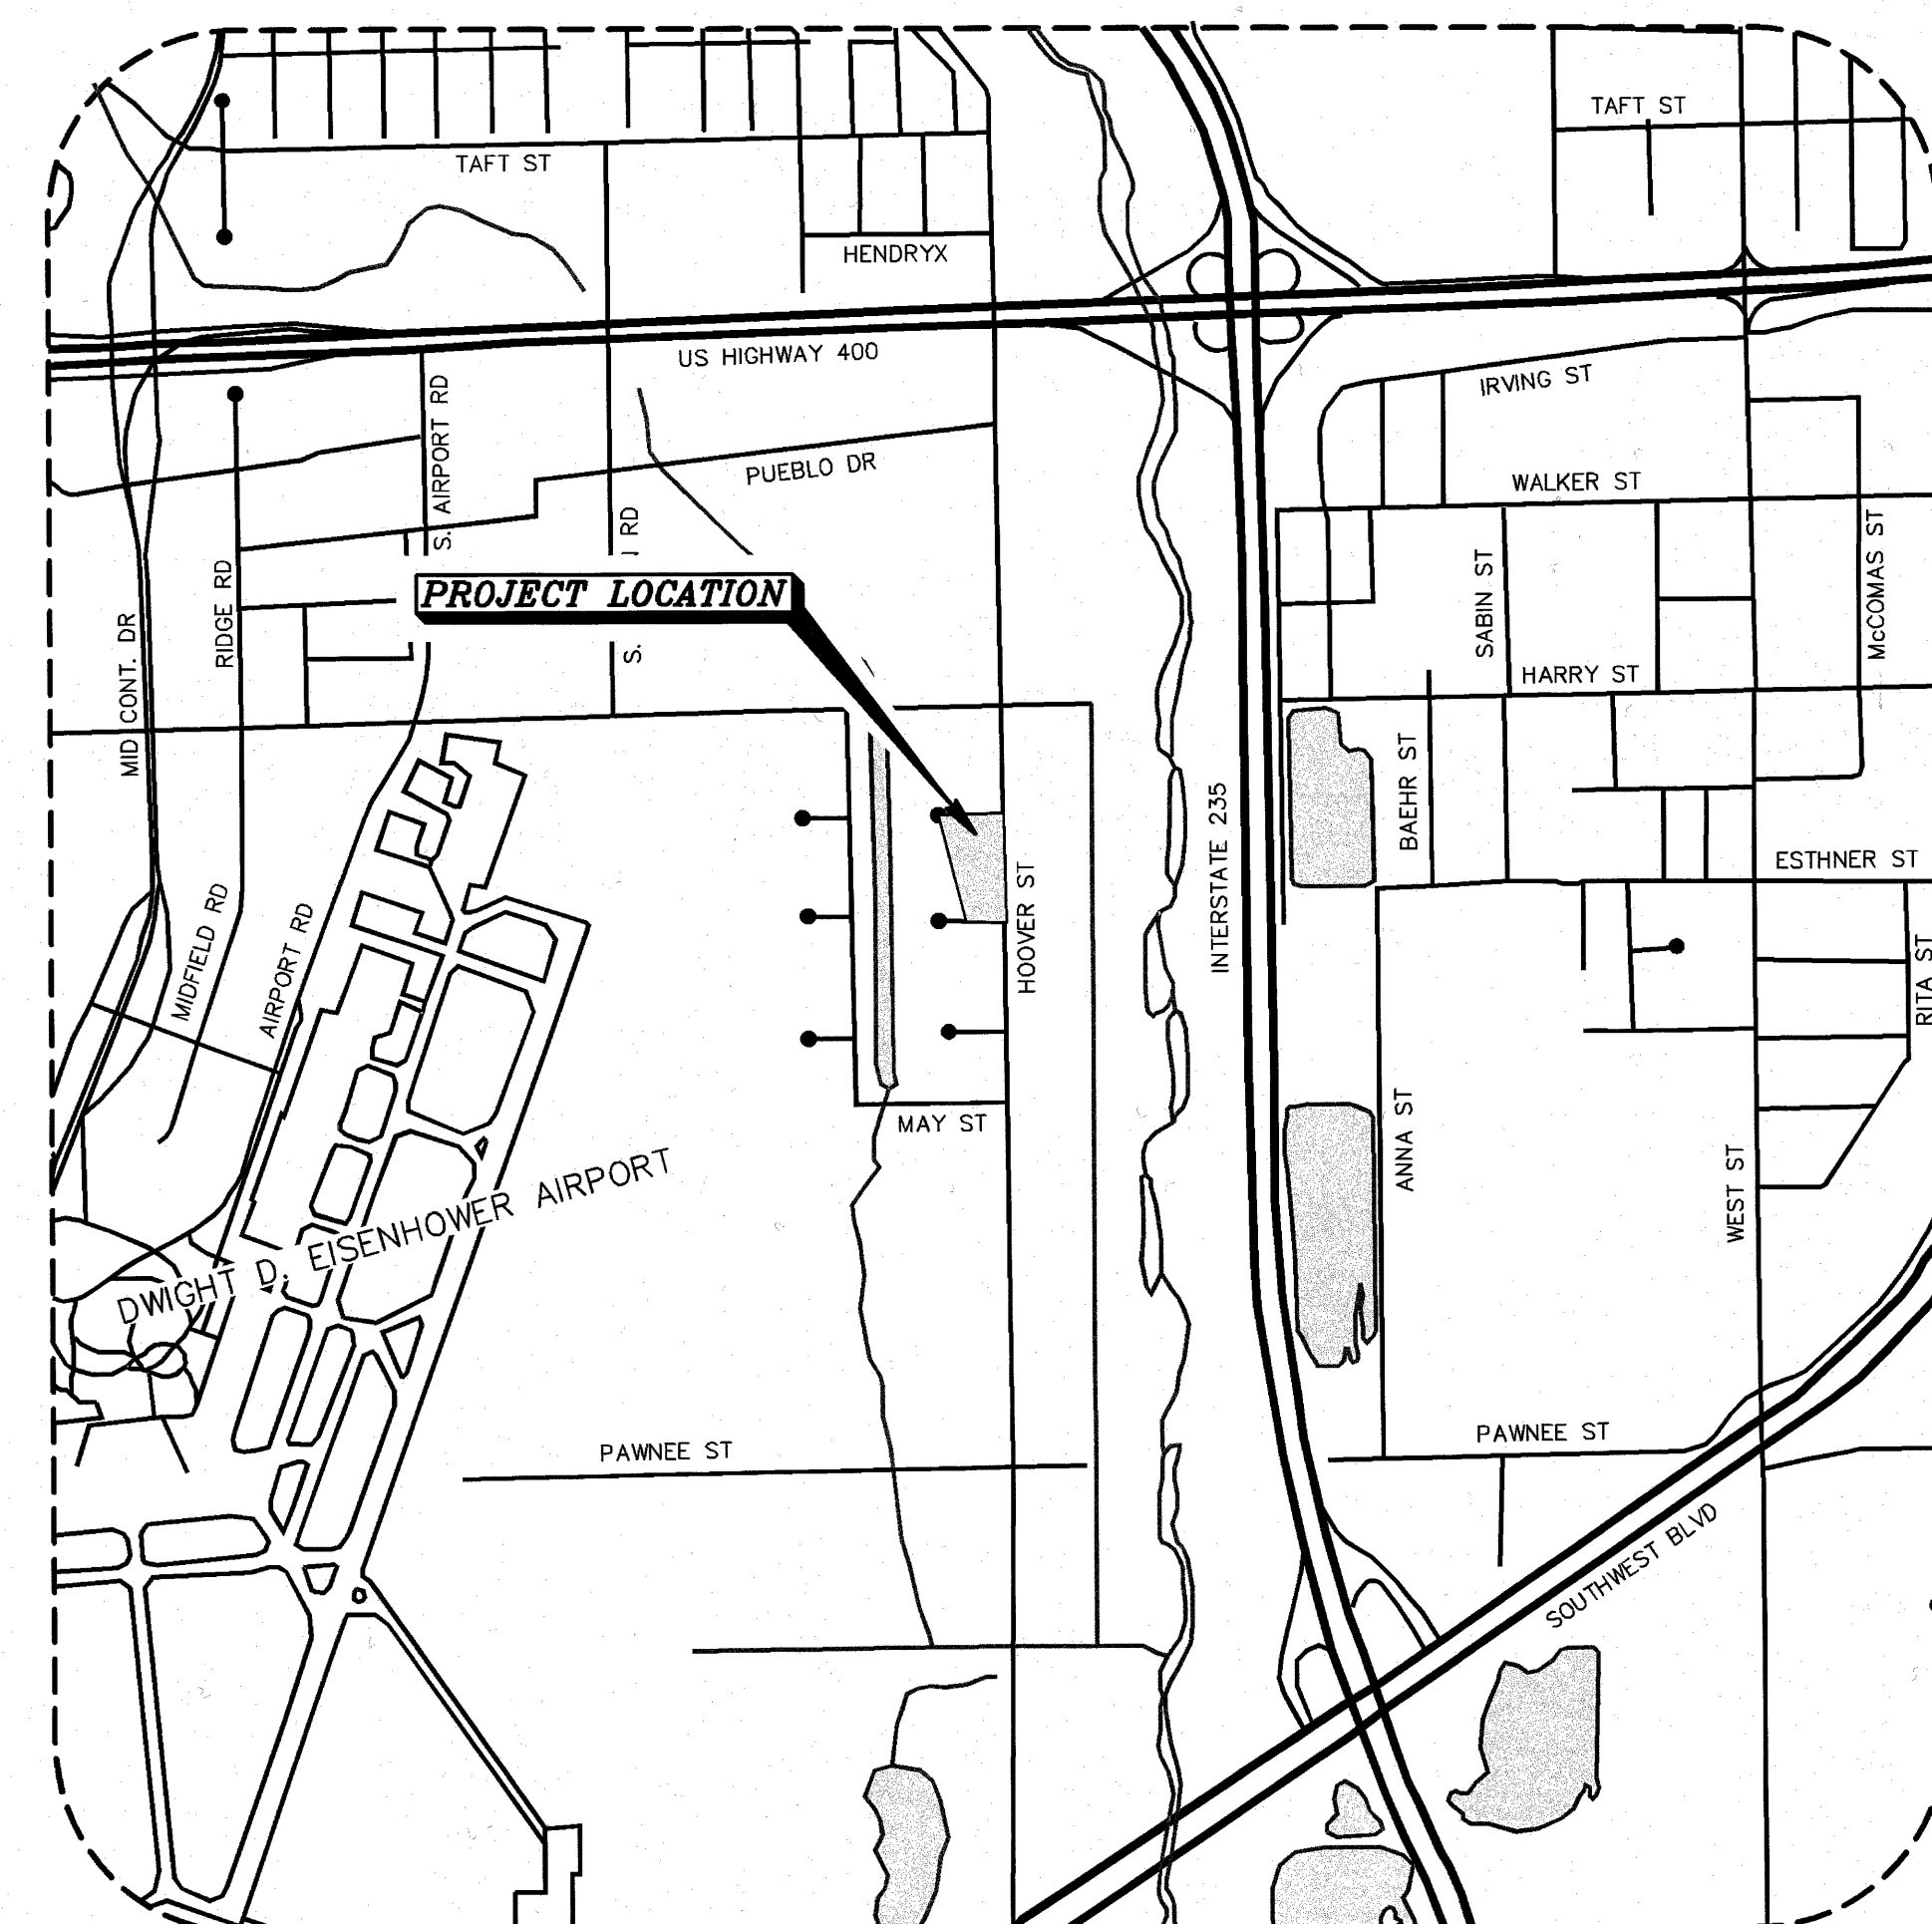 TAFT ST
TAFT ST
HENDRYX
US HIGHWAY 400
IRVING ST
S. AIRPORT RD
PUEBLO DR
WALKER ST
RD
S.
McCOMAS ST
SABIN ST
RIDGE RD
PROJECT LOCATION
MID CONT. DR
HARRY ST
BAEHR ST
INTERSTATE 235
ESTHNER ST
HOOVER ST
MIDFIELD RD
AIRPORT RD
RITA ST
MAY ST
ANNA ST
WEST ST
DWIGHT D. EISENHOWER AIRPORT
PAWNEE ST
PAWNEE ST
SOUTHWEST BLVD